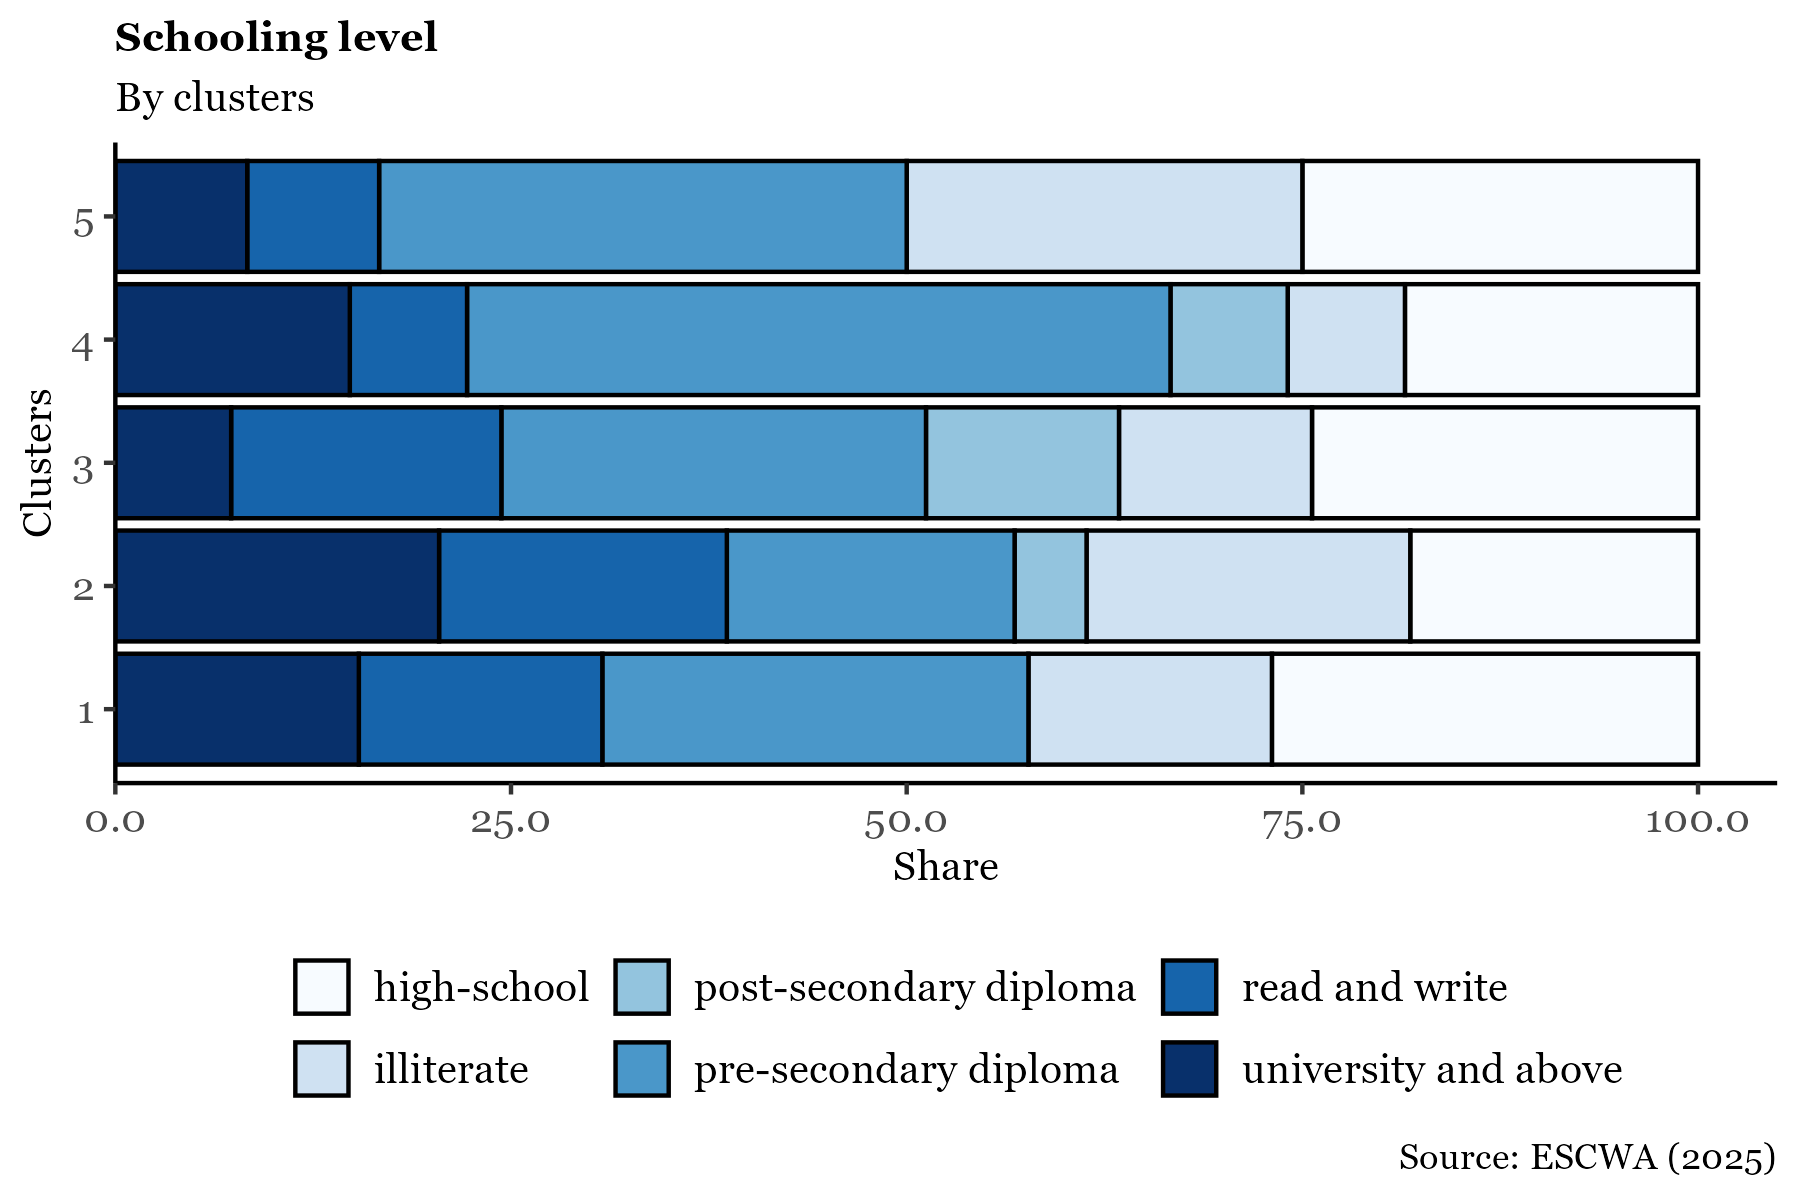 Schooling level
By clusters
5
4
3
2
1
Clusters
0.0 25.0 50.0 75.0 100.0
Share
high-school post-secondary diploma read and write
illiterate pre-secondary diploma university and above
Source: ESCWA (2025)